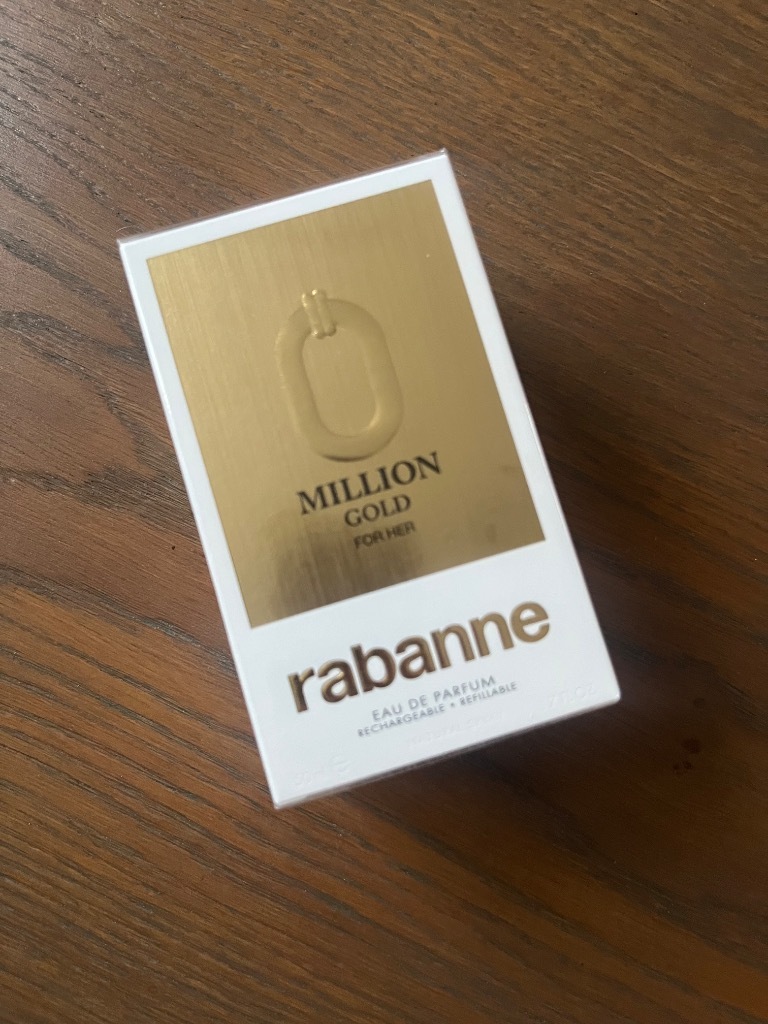 MILLION
GOLD
FOR HER
rabanne
EAU DE PARFUM
RECHARGEABLE • REFILLABLE